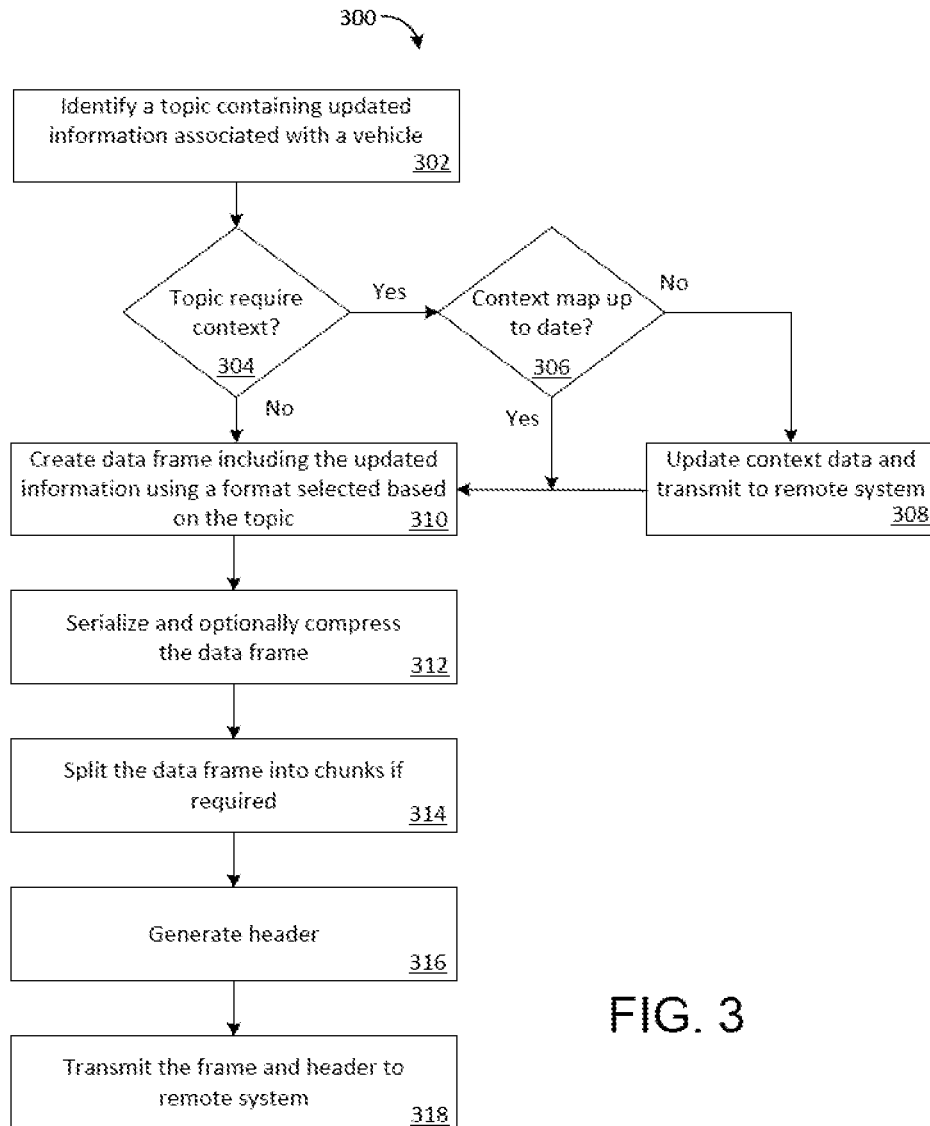 300
Identify a topic containing updated
information associated with a vehicle
302
Topic require
context?
304
Yes
No
Context map up
to date?
306
No
Yes
Update context data and
transmit to remote system
308
Create data frame including the updated
information using a format selected based
on the topic
310
Serialize and optionally compress
the data frame
312
Split the data frame into chunks if
required
314
Generate header
316
Transmit the frame and header to
remote system
318
FIG. 3